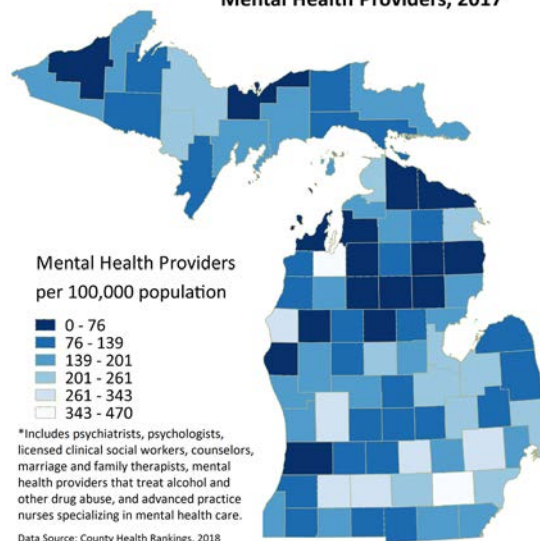 Mental Health Providers, 2017
Mental Health Providers
per 100,000 population
0 - 76
76 - 139
139 - 201
201 - 261
261 - 343
343 - 470
*Includes psychiatrists, psychologists,
licensed clinical social workers, counselors,
marriage and family therapists, mental
health providers that treat alcohol and
other drug abuse, and advanced practice
nurses specializing in mental health care.
Data Source: County Health Rankings, 2018